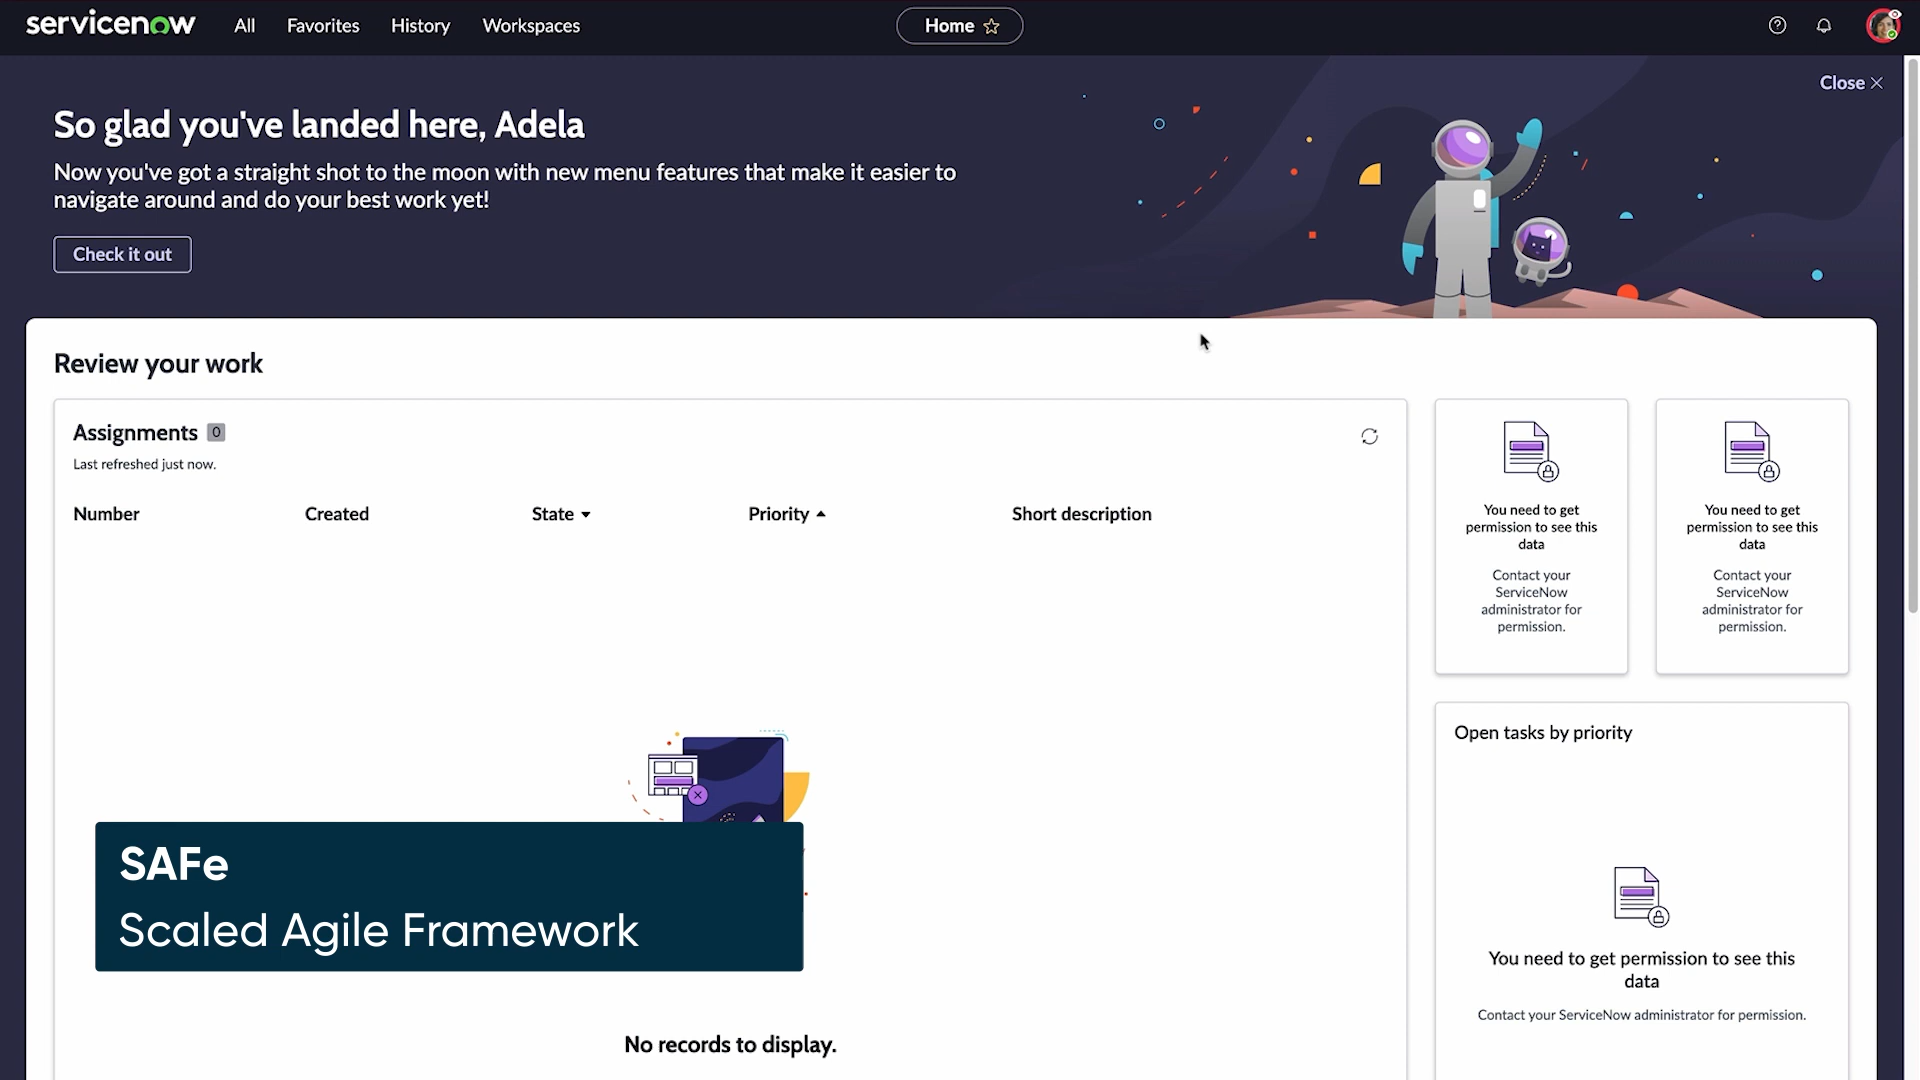 servicenow
All
Favorites
History
Workspaces
Home
Close
So glad you've landed here, Adela
Now you've got a straight shot to the moon with new menu features that make it easier to
navigate around and do your best work yet!
Check it out
Review your work
Assignments 0
Last refreshed just now.
Number
Created
State
Priority
Short description
No records to display.
You need to get
permission to see this
data
Contact your
ServiceNow
administrator for
permission.
You need to get
permission to see this
data
Contact your
ServiceNow
administrator for
permission.
Open tasks by priority
You need to get permission to see this
data
Contact your ServiceNow administrator for permission.
SAFe
Scaled Agile Framework